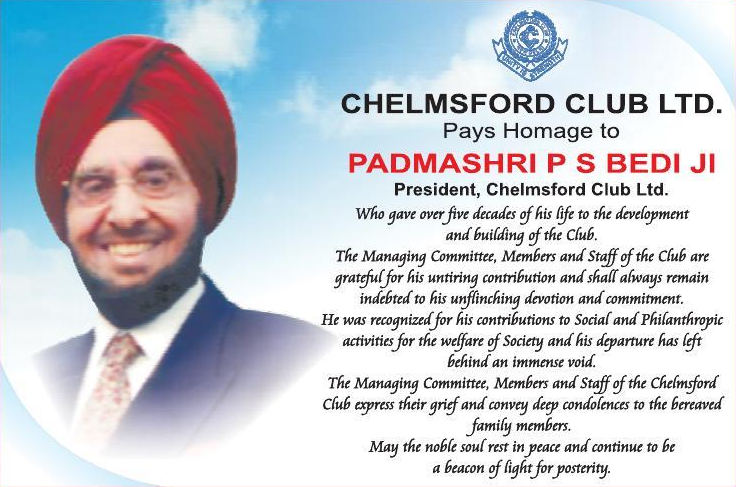 CHELMSFORD CLUB LTD.
Pays Homage to
PADMASHRI P S BEDI JI
President, Chelmsford Club Ltd.
Who gave over five decades of his life to the development
and building of the Club.
The Managing Committee, Members and Staff of the Club are
grateful for his untiring contribution and shall always remain
indebted to his unflinching devotion and commitment.
He was recognized for his contributions to Social and Philanthropic
activities for the welfare of Society and his departure has left
behind an immense void.
The Managing Committee, Members and Staff of the Chelmsford
Club express their grief and convey deep condolences to the bereaved
family members.
May the noble soul rest in peace and continue to be
a beacon of light for posterity.